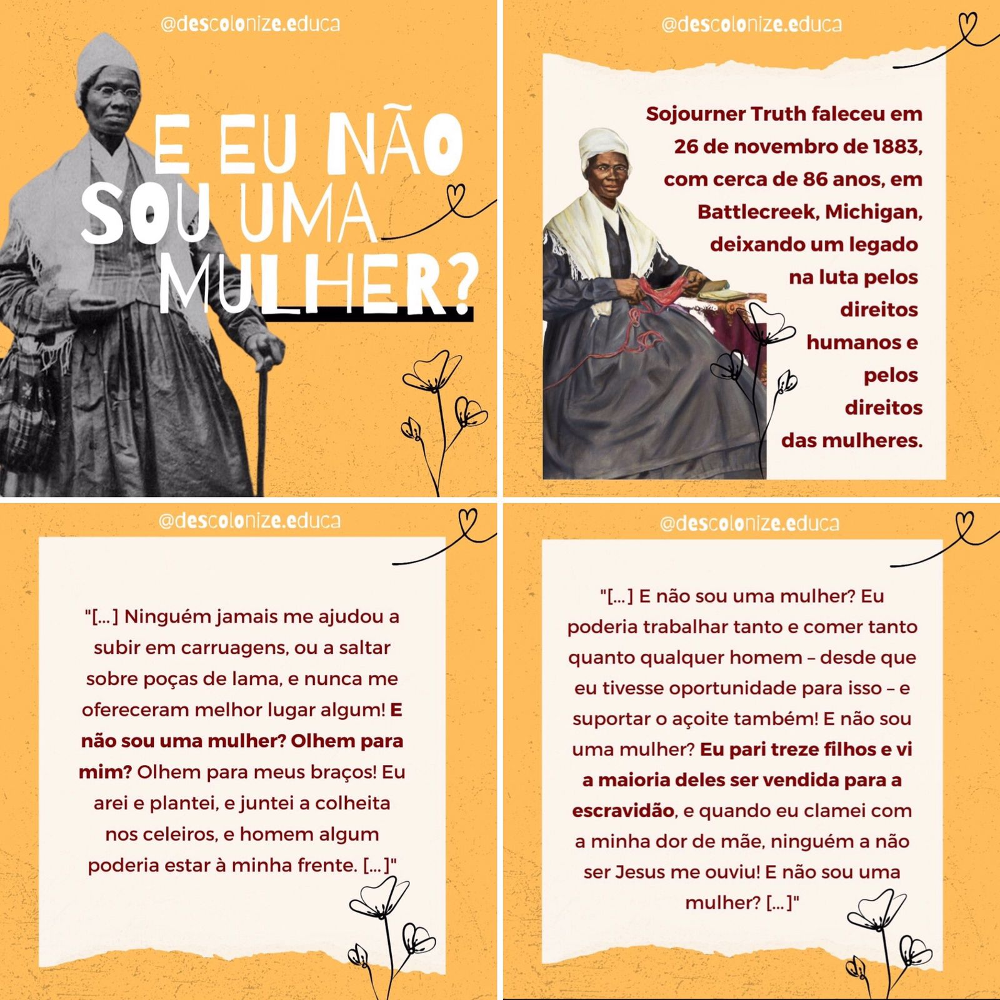 @descolonize.educa
E EU NÃO
SOU UMA
MULHER?
@descolonize.educa
Sojourner Truth faleceu em
26 de novembro de 1883,
com cerca de 86 anos, em
Battlecreek, Michigan,
deixando um legado
na luta pelos
direitos
humanos e
pelos
direitos
das mulheres.
@descolonize.educa
"[...] Ninguém jamais me ajudou a
subir em carruagens, ou a saltar
sobre poças de lama, e nunca me
ofereceram melhor lugar algum! E
não sou uma mulher? Olhem para
mim? Olhem para meus braços! Eu
arei e plantei, e juntei a colheita
nos celeiros, e homem algum
poderia estar à minha frente. [...]"
@descolonize.educa
"[...] E não sou uma mulher? Eu
poderia trabalhar tanto e comer tanto
quanto qualquer homem – desde que
eu tivesse oportunidade para isso – e
suportar o açoite também! E não sou
uma mulher? Eu pari treze filhos e vi
a maioria deles ser vendida para a
escravidão, e quando eu clamei com
a minha dor de mãe, ninguém a não
ser Jesus me ouviu! E não sou uma
mulher? [...]"